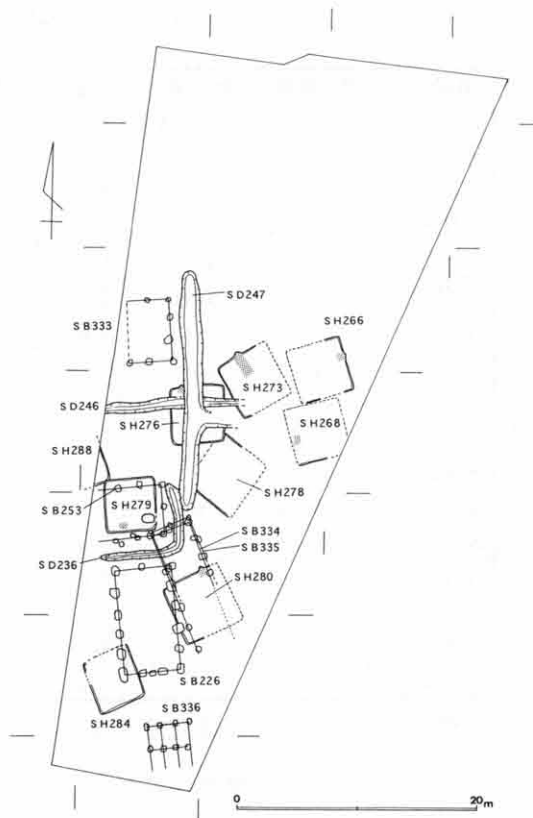 S D247
S B333
S H266
S H273
S D246
S H276
S H268
S H288
S H278
S B253
S H279
S B334
S B335
S D236
S H280
S B226
S H284
S B336
0
20m